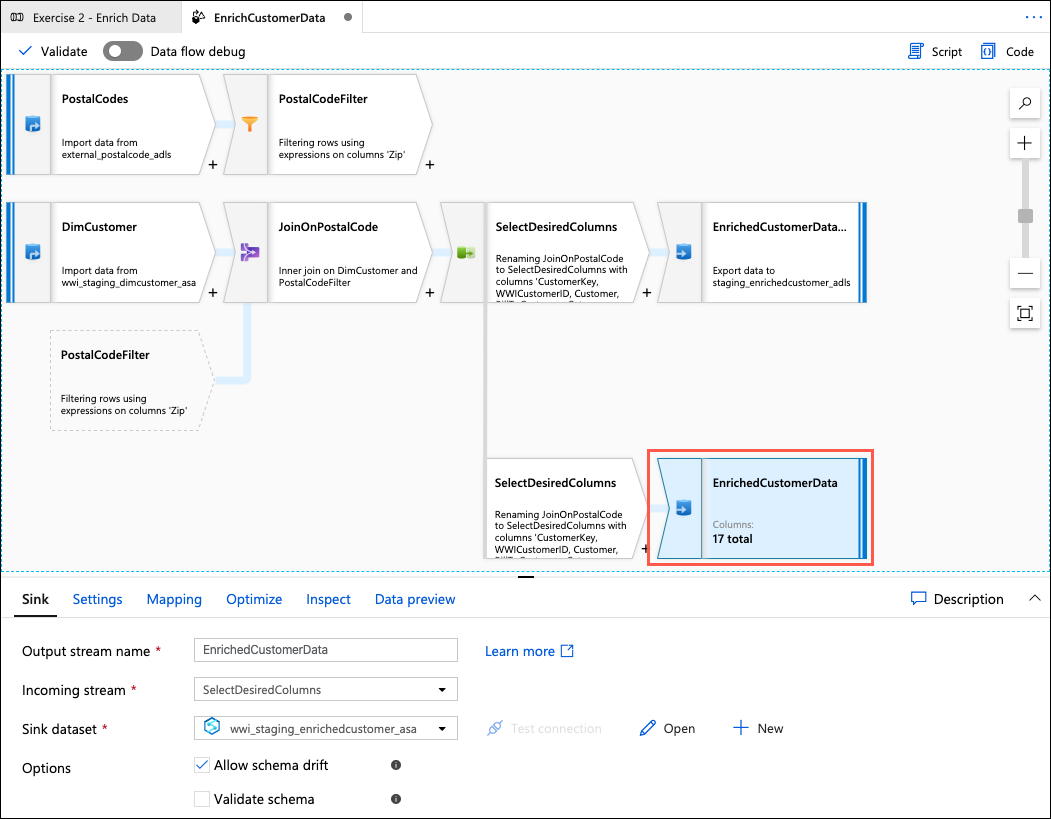 Exercise 2 - Enrich Data
EnrichCustomerData
Validate
Data flow debug
Script
Code
PostalCodes
Import data from
external_postalcode_adls
+
PostalCodeFilter
Filtering rows using
expressions on columns 'Zip'
+
DimCustomer
Import data from
wwi_staging_dimcustomer_asa
+
JoinOnPostalCode
Inner join on DimCustomer and
PostalCodeFilter
+
SelectDesiredColumns
Renaming JoinOnPostalCode
to SelectDesiredColumns with
columns 'CustomerKey,
WWICustomerID, Customer,
+
EnrichedCustomerData...
Export data to
staging_enrichedcustomer_adls
PostalCodeFilter
Filtering rows using
expressions on columns 'Zip'
SelectDesiredColumns
Renaming JoinOnPostalCode
to SelectDesiredColumns with
columns 'CustomerKey,
WWICustomerID, Customer,
+
EnrichedCustomerData
Columns:
17 total
Sink
Settings
Mapping
Optimize
Inspect
Data preview
Description
Output stream name *
EnrichedCustomerData
Learn more
Incoming stream *
SelectDesiredColumns
Sink dataset *
wwi_staging_enrichedcustomer_asa
Test connection
Open
New
Options
Allow schema drift
Validate schema